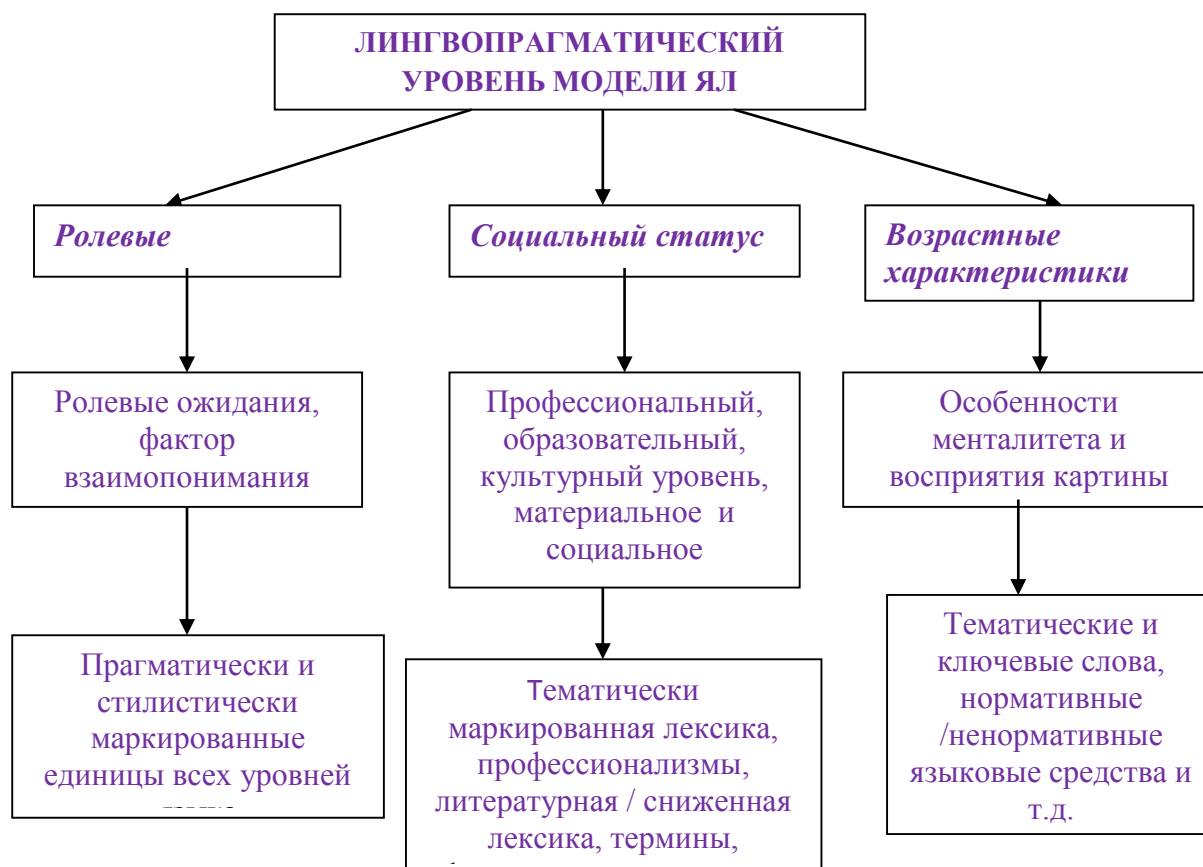 ЛИНГВОПРАГМАТИЧЕСКИЙ
УРОВЕНЬ МОДЕЛИ ЯЛ
Ролевые
Социальный статус
Возрастные
характеристики
Ролевые ожидания,
фактор
взаимопонимания
Профессиональный,
образовательный,
культурный уровень,
материальное и
социальное
Особенности
менталитета и
восприятия картины
Прагматически и
стилистически
маркированные
единицы всех уровней
Тематически
маркированная лексика,
профессионализмы,
литературная / сниженная
лексика, термины,
Тематические и
ключевые слова,
нормативные
/ненормативные
языковые средства и
т.д.